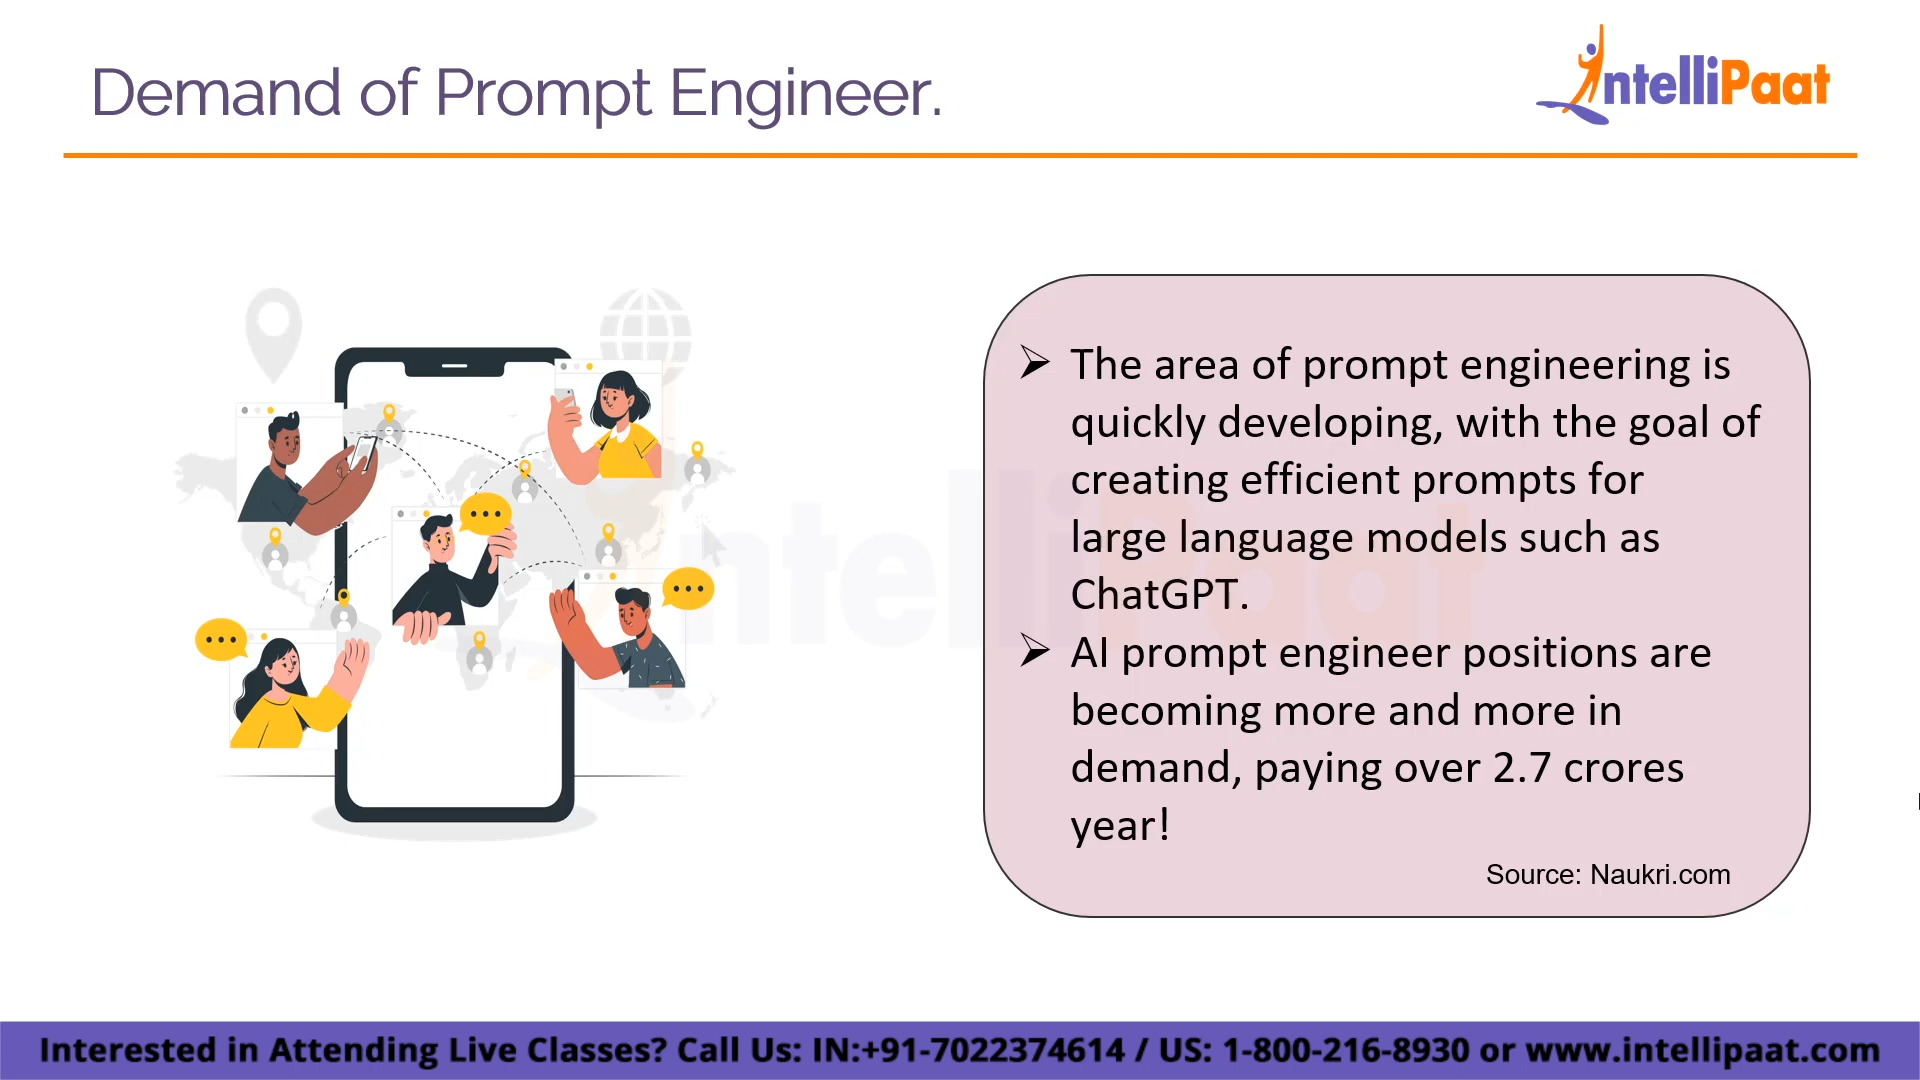 Demand of Prompt Engineer.
IntelliPaat
➢ The area of prompt engineering is
quickly developing, with the goal of
creating efficient prompts for
large language models such as
ChatGPT.
➢ AI prompt engineer positions are
becoming more and more in
demand, paying over 2.7 crores
year!
Source: Naukri.com
IntelliPaat
Interested in Attending Live Classes? Call Us: IN:+91-7022374614 / US: 1-800-216-8930 or www.intellipaat.com